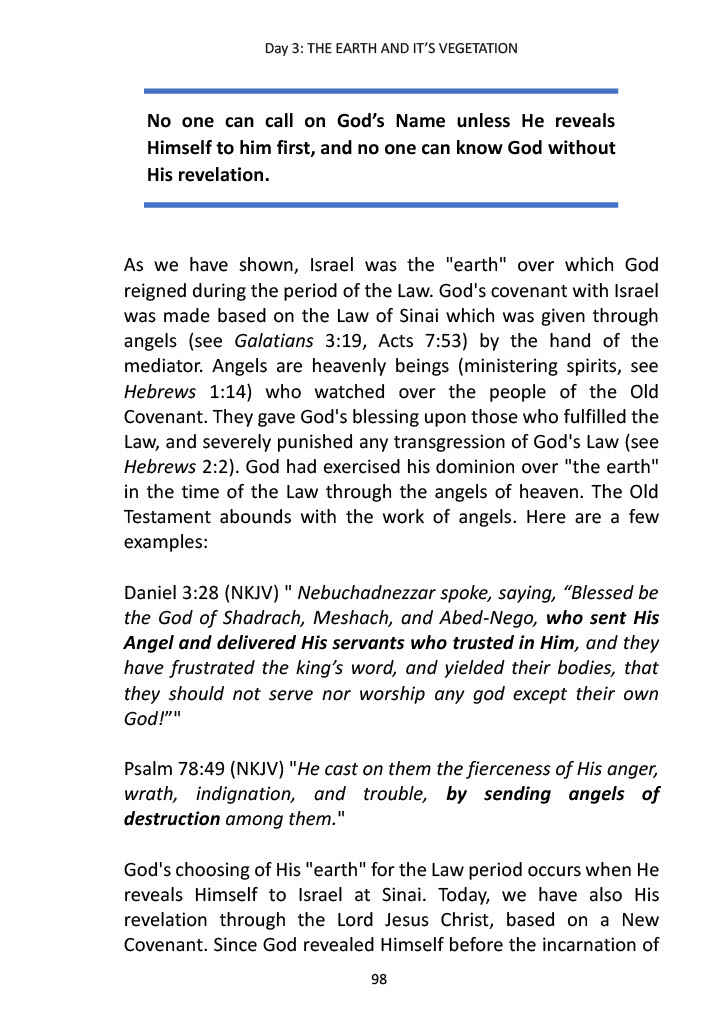 Day 3: THE EARTH AND IT’S VEGETATION
No one can call on God’s Name unless He reveals
Himself to him first, and no one can know God without
His revelation.
As we have shown, Israel was the "earth" over which God
reigned during the period of the Law. God's covenant with Israel
was made based on the Law of Sinai which was given through
angels (see Galatians 3:19, Acts 7:53) by the hand of the
mediator. Angels are heavenly beings (ministering spirits, see
Hebrews 1:14) who watched over the people of the Old
Covenant. They gave God's blessing upon those who fulfilled the
Law, and severely punished any transgression of God's Law (see
Hebrews 2:2). God had exercised his dominion over "the earth"
in the time of the Law through the angels of heaven. The Old
Testament abounds with the work of angels. Here are a few
examples:
Daniel 3:28 (NKJV) " Nebuchadnezzar spoke, saying, “Blessed be
the God of Shadrach, Meshach, and Abed-Nego, who sent His
Angel and delivered His servants who trusted in Him, and they
have frustrated the king’s word, and yielded their bodies, that
they should not serve nor worship any god except their own
God!”"
Psalm 78:49 (NKJV) "He cast on them the fierceness of His anger,
wrath, indignation, and trouble, by sending angels of
destruction among them."
God's choosing of His "earth" for the Law period occurs when He
reveals Himself to Israel at Sinai. Today, we have also His
revelation through the Lord Jesus Christ, based on a New
Covenant. Since God revealed Himself before the incarnation of
98